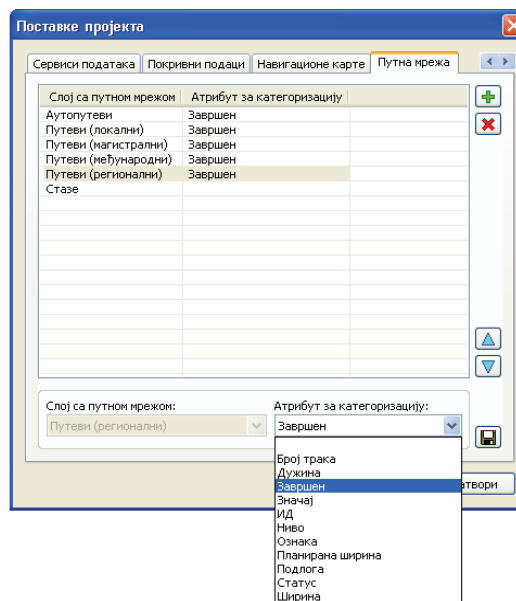 Поставке пројекта
Сервиси података Покривни подаци Навигационе карте Путна мрежа
Слој са путном мрежом Атрибут за категоризацију
Аутопутеви Завршен
Путеви (локални) Завршен
Путеви (магистрални) Завршен
Путеви (међународни) Завршен
Путеви (регионални) Завршен
Стазе
Слој са путном мрежом: Атрибут за категоризацију:
Путеви (регионални) Завршен
Број трака
Дужина
Завршен
Значај
ИД
Ниво
Ознака
Планирана ширина
Подлога
Статус
Ширина